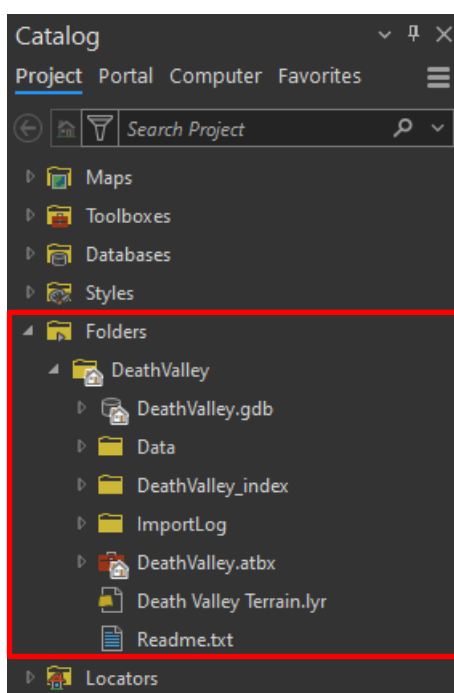 Catalog
Project Portal Computer Favorites
Search Project
Maps
Toolboxes
Databases
Styles
Folders
DeathValley
DeathValley.gdb
Data
DeathValley_index
ImportLog
DeathValley.atbx
Death Valley Terrain.lyr
Readme.txt
Locators